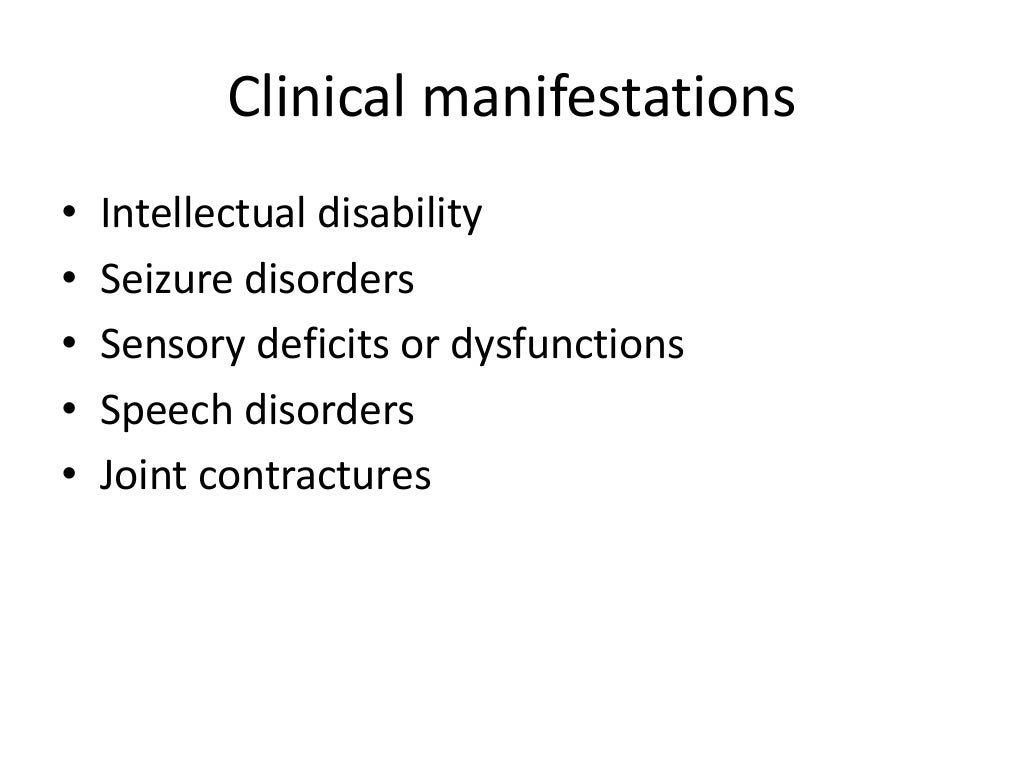 Clinical manifestations
• Intellectual disability
• Seizure disorders
• Sensory deficits or dysfunctions
• Speech disorders
• Joint contractures